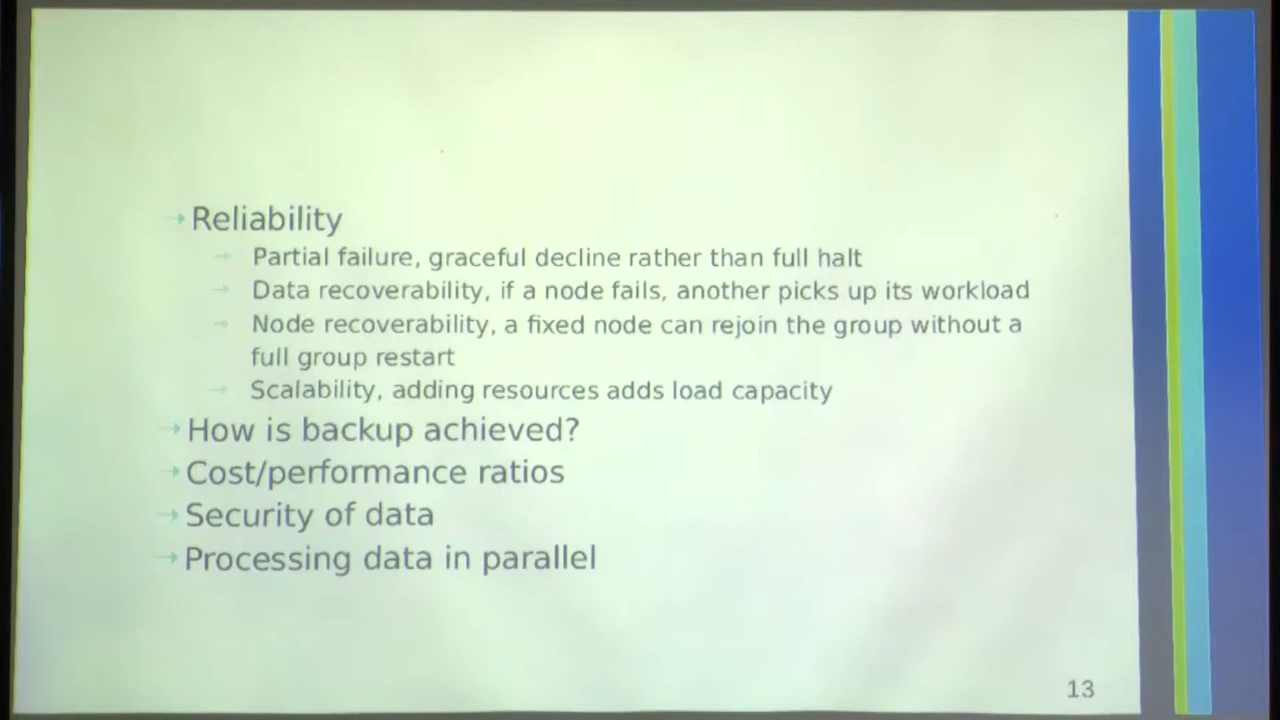 Reliability
Partial failure, graceful decline rather than full halt
Data recoverability, if a node fails, another picks up its workload
Node recoverability, a fixed node can rejoin the group without a
full group restart
Scalability, adding resources adds load capacity
How is backup achieved?
Cost/performance ratios
Security of data
Processing data in parallel
13